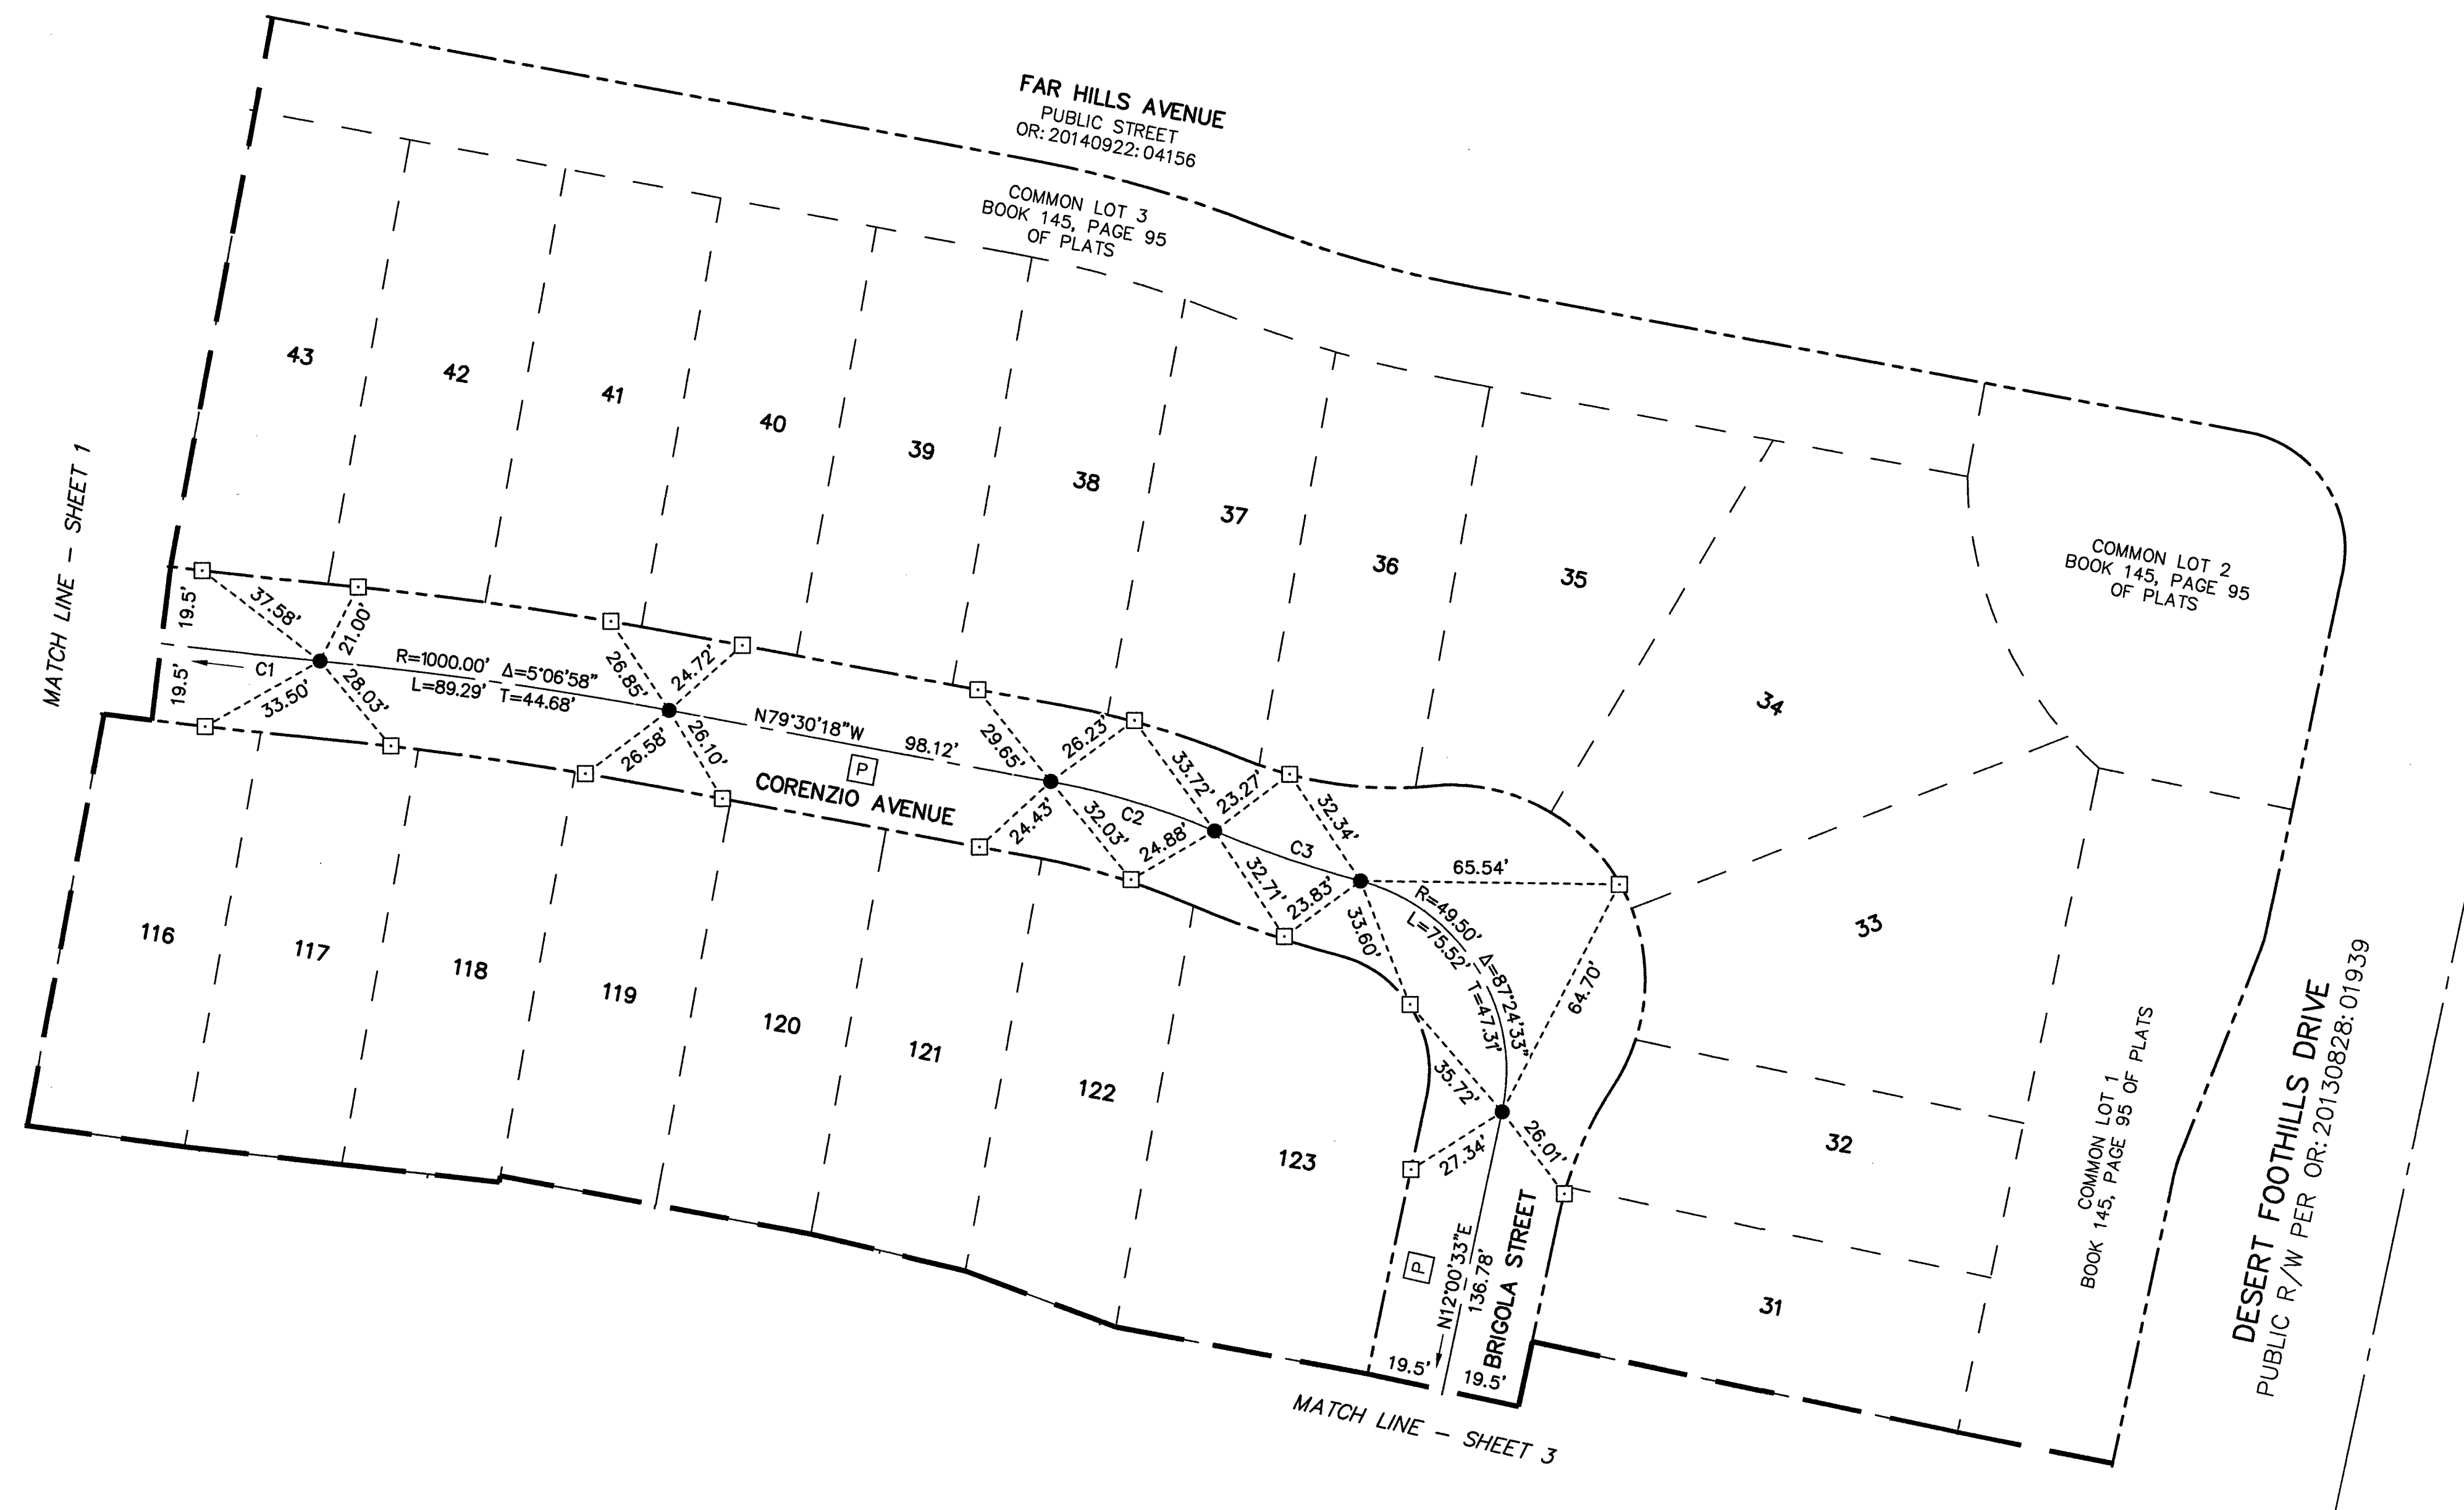 FAR HILLS AVENUE
PUBLIC STREET
OR: 20140922: 04156
COMMON LOT 3
BOOK 145, PAGE 95
OF PLATS
43
42
41
40
39
38
37
36
35
34
33
32
31
COMMON LOT 2
BOOK 145, PAGE 95
OF PLATS
MATCH LINE - SHEET 1
19.5'
19.5'
37.58'
21.00'
C1
33.50'
28.03'
R=1000.00' Δ=5°06'58"
L=89.29' T=44.68'
26.85'
24.72'
26.58'
26.10'
N79°30'18"W 98.12'
P
CORENZIO AVENUE
29.65'
26.23'
24.43'
32.03'
C2
33.72'
23.27'
24.88'
32.71'
C3
32.34'
23.83'
33.60'
65.54'
R=49.50' Δ=87°24'33"
L=75.52' T=47.31'
64.70'
35.72'
27.34'
26.01'
P
N12°00'33"E
136.78'
BRIGOLA STREET
19.5'
19.5'
116
117
118
119
120
121
122
123
COMMON LOT 1
BOOK 145, PAGE 95 OF PLATS
DESERT FOOTHILLS DRIVE
PUBLIC R/W PER OR: 20130828: 01939
MATCH LINE - SHEET 3